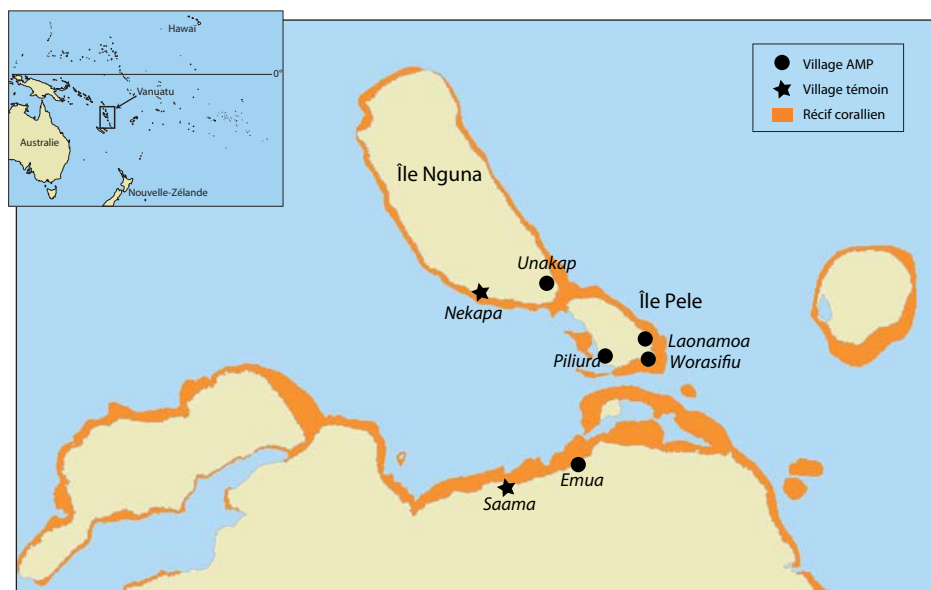 Hawaï
0°
Vanuatu
Australie
Nouvelle-Zélande
Village AMP
Village témoin
Récif corallien
Île Nguna
Unakap
Nekapa
Île Pele
Laonamoa
Piliura
Worasifiu
Emua
Saama